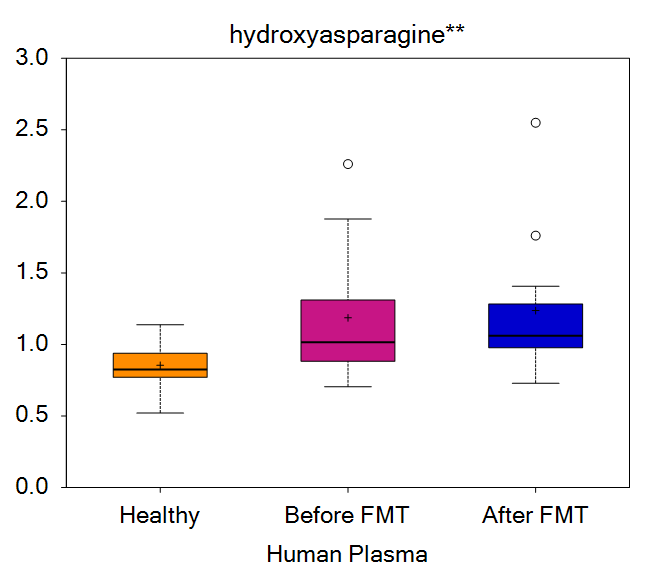 hydroxyasparagine**
3.0
2.5
2.0
1.5
1.0
0.5
0.0
Healthy
Before FMT
After FMT
Human Plasma